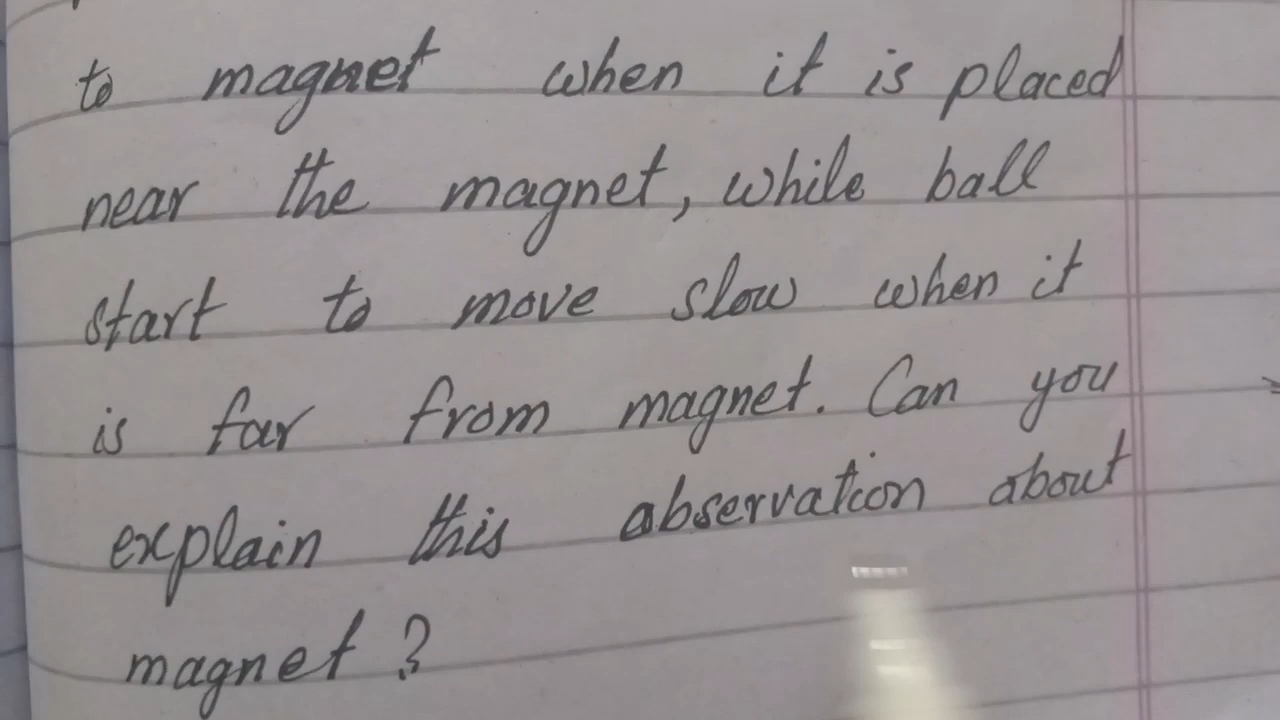 to magnet when it is placed
near the magnet, while ball
start to move slow when it
is far from magnet. Can you
explain this observation about
magnet?